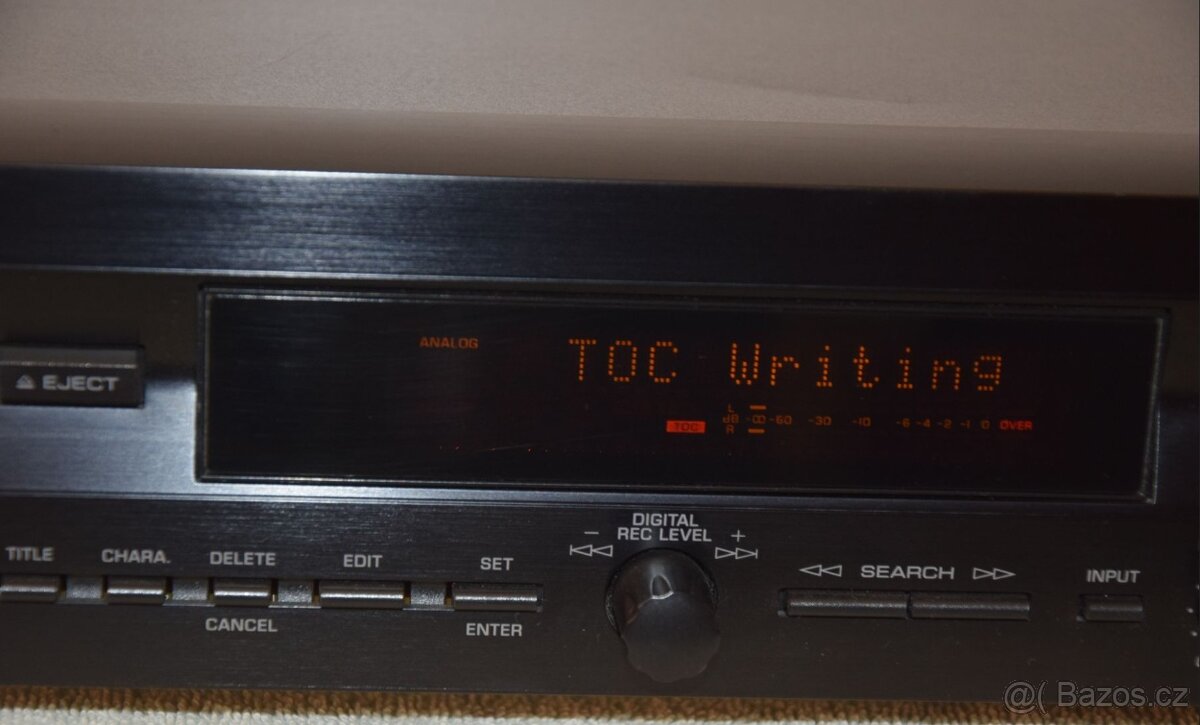 ANALOG
TOC Writing
TOC
L
dB -∞ -60 -30 -10 -6 -4 -2 -1 0 OVER
R
EJECT
TITLE
CHARA.
DELETE
CANCEL
EDIT
SET
ENTER
DIGITAL
REC LEVEL
- +
SEARCH
INPUT
@( Bazos.cz